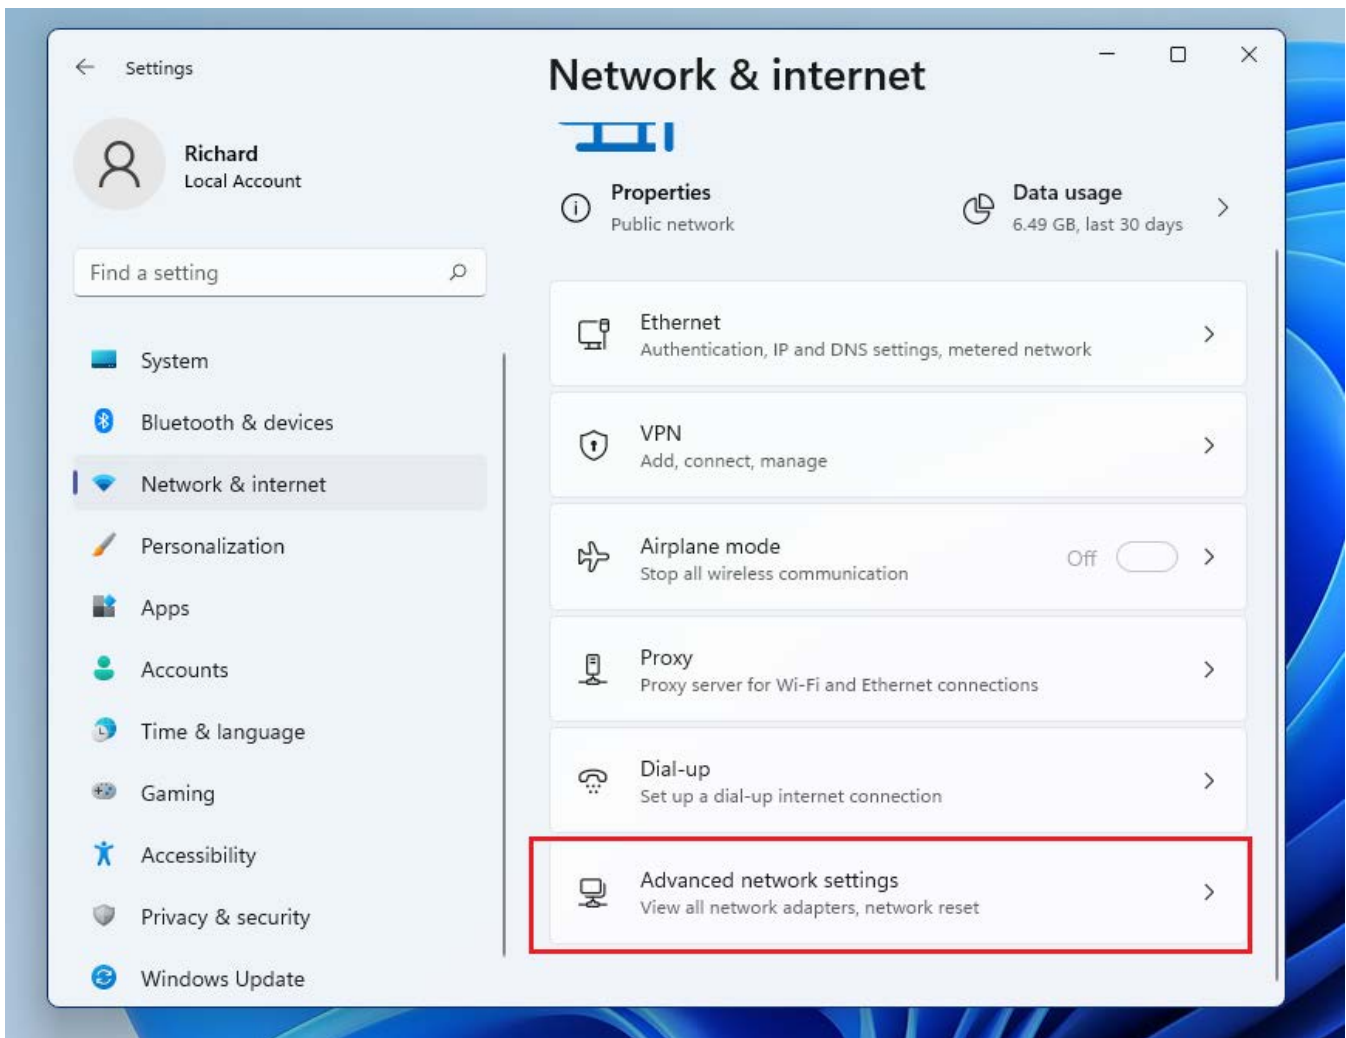 Settings
Richard
Local Account
Find a setting
System
Bluetooth & devices
Network & internet
Personalization
Apps
Accounts
Time & language
Gaming
Accessibility
Privacy & security
Windows Update
Network & internet
Properties
Public network
Data usage
6.49 GB, last 30 days
Ethernet
Authentication, IP and DNS settings, metered network
VPN
Add, connect, manage
Airplane mode
Stop all wireless communication
Off
Proxy
Proxy server for Wi-Fi and Ethernet connections
Dial-up
Set up a dial-up internet connection
Advanced network settings
View all network adapters, network reset